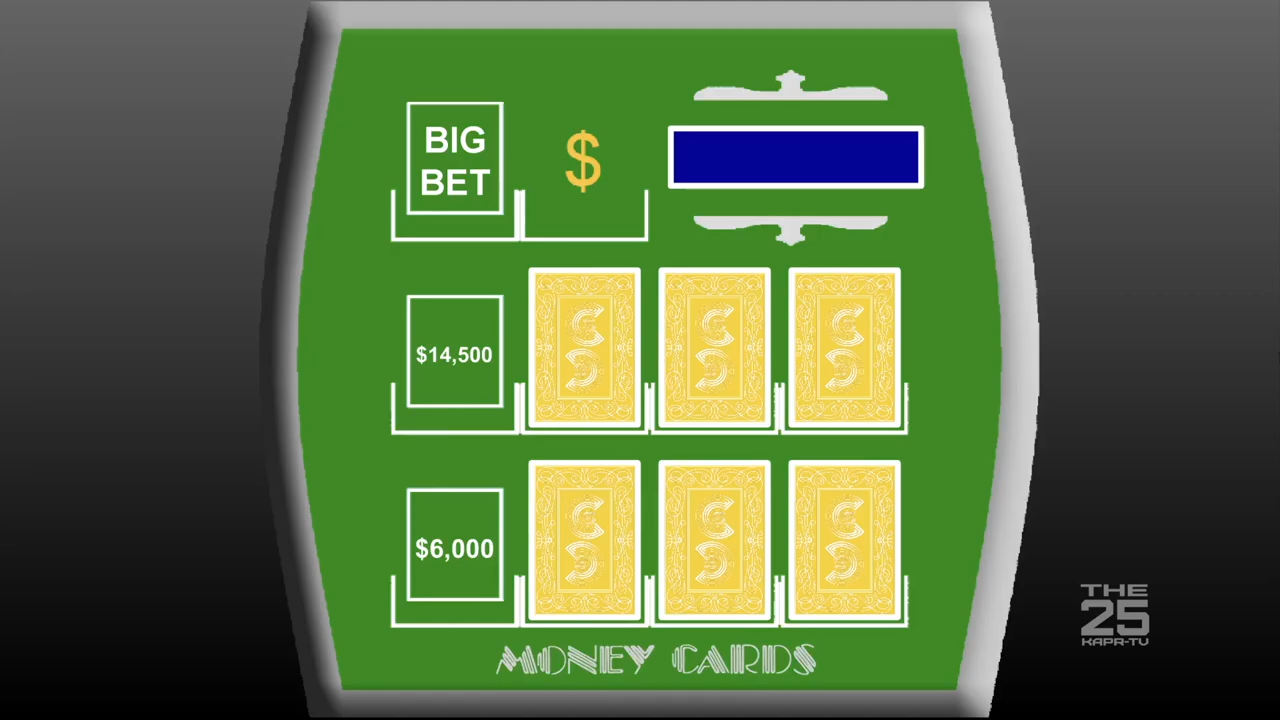 BIG
BET
$
$14,500
$6,000
MONEY CARDS
THE
25
KAPR-TV